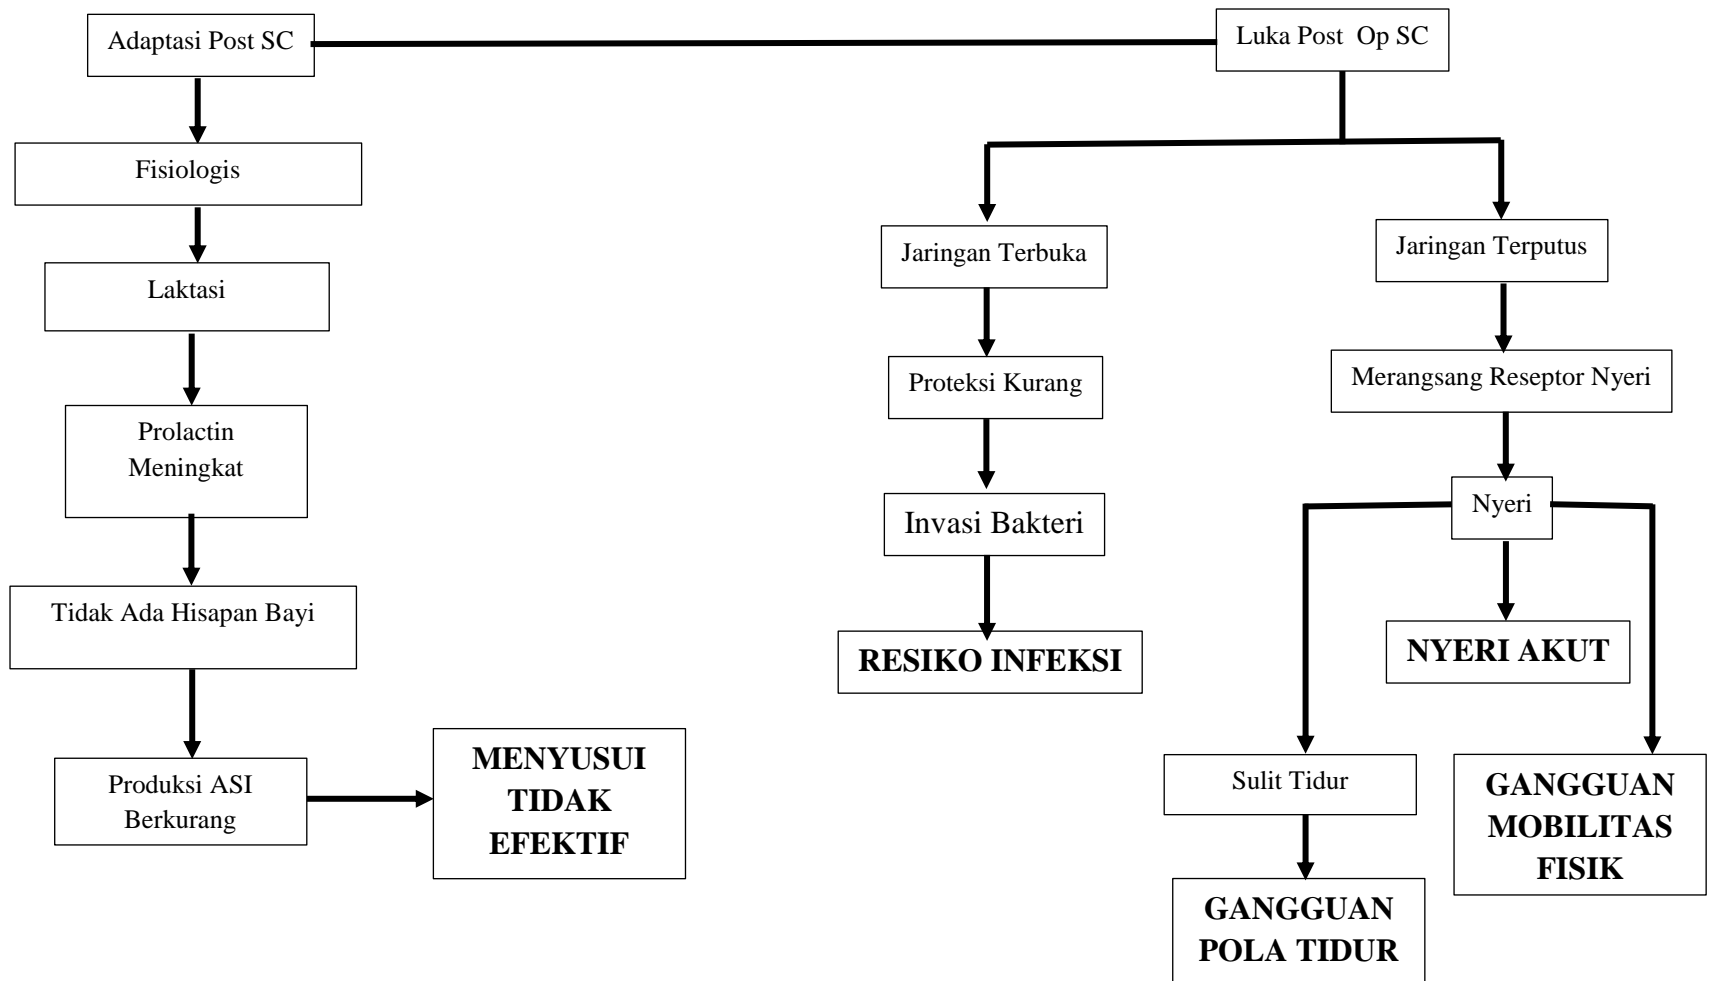 Adaptasi Post SC
Luka Post Op SC
Fisiologis
Laktasi
Prolactin
Meningkat
Tidak Ada Hisapan Bayi
Produksi ASI
Berkurang
MENYUSUI
TIDAK
EFEKTIF
Jaringan Terbuka
Proteksi Kurang
Invasi Bakteri
RESIKO INFEKSI
Jaringan Terputus
Merangsang Reseptor Nyeri
Nyeri
NYERI AKUT
Sulit Tidur
GANGGUAN
POLA TIDUR
GANGGUAN
MOBILITAS
FISIK